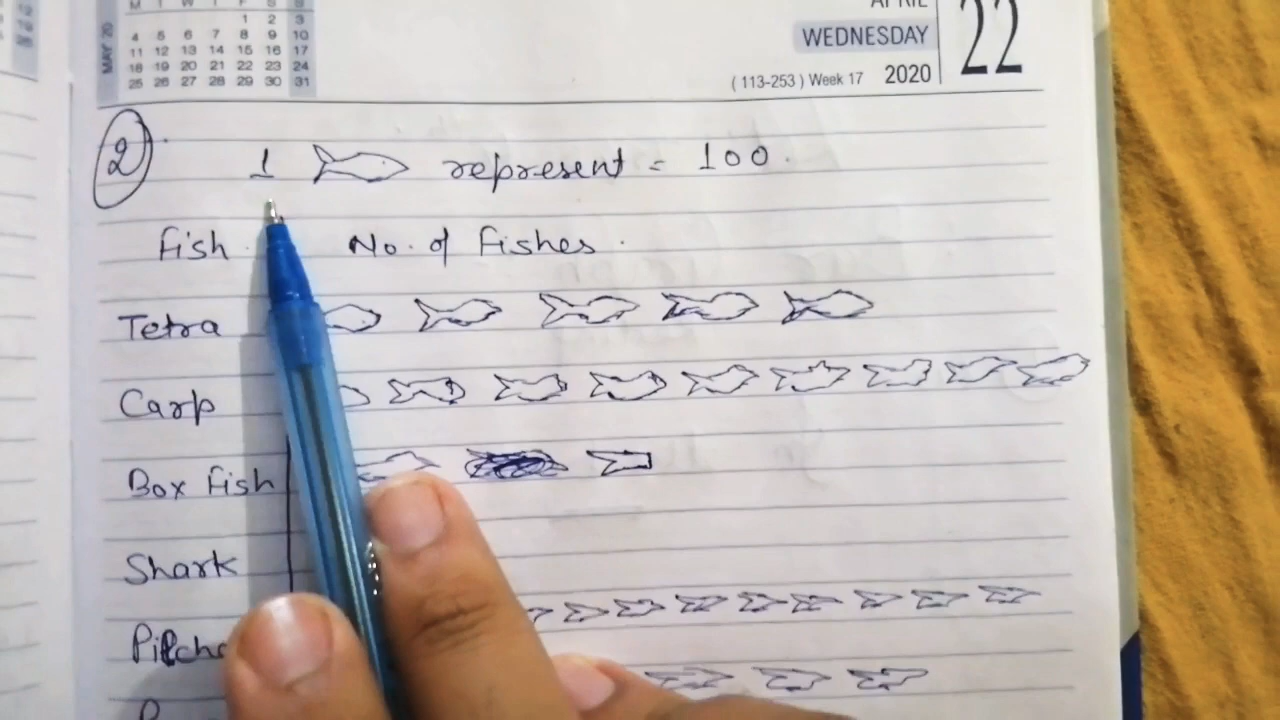 M T W T F S S
MAY 20
1 2 3
4 5 6 7 8 9 10
11 12 13 14 15 16 17
18 19 20 21 22 23 24
25 26 27 28 29 30 31
APRIL
WEDNESDAY
22
(113-253) Week 17 2020
2
1 represent = 100.
Fish No. of Fishes.
Tetra
Carp
Box Fish
Shark
Pilch